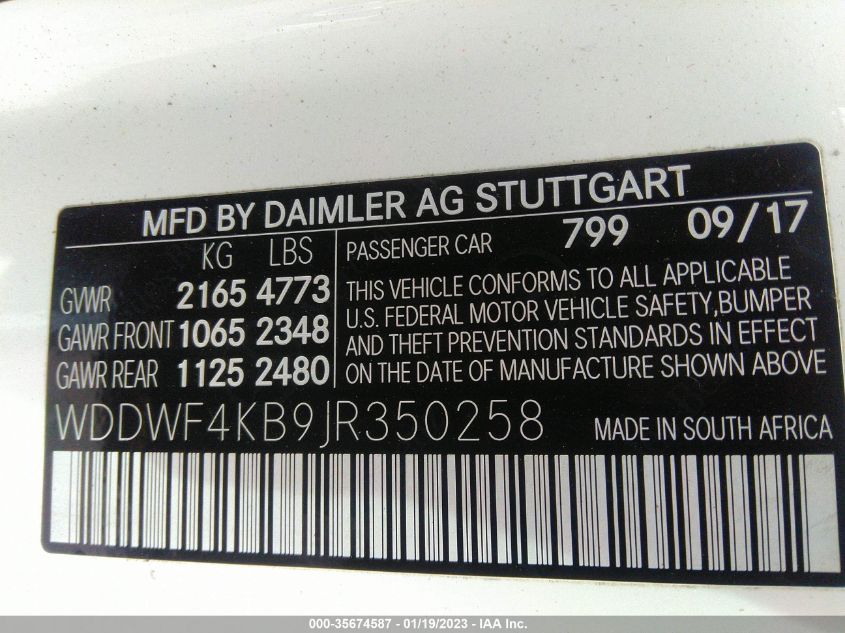 MFD BY DAIMLER AG STUTTGART
KG LBS
GVWR 2165 4773
GAWR FRONT 1065 2348
GAWR REAR 1125 2480
PASSENGER CAR 799 09/17
THIS VEHICLE CONFORMS TO ALL APPLICABLE
U.S. FEDERAL MOTOR VEHICLE SAFETY, BUMPER
AND THEFT PREVENTION STANDARDS IN EFFECT
ON THE DATE OF MANUFACTURE SHOWN ABOVE
WDDWF4KB9JR350258 MADE IN SOUTH AFRICA
000-35674587 - 01/19/2023 - IAA Inc.